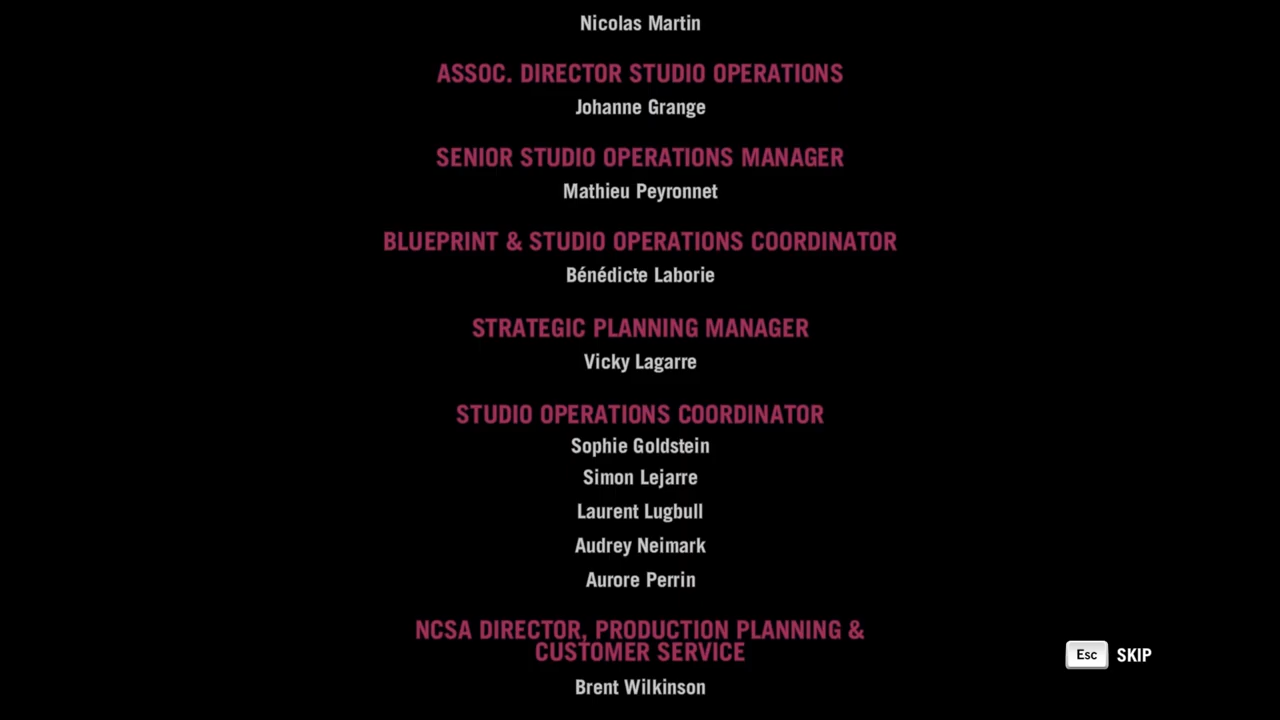 Nicolas Martin
ASSOC. DIRECTOR STUDIO OPERATIONS
Johanne Grange
SENIOR STUDIO OPERATIONS MANAGER
Mathieu Peyronnet
BLUEPRINT & STUDIO OPERATIONS COORDINATOR
Bénédicte Laborie
STRATEGIC PLANNING MANAGER
Vicky Lagarre
STUDIO OPERATIONS COORDINATOR
Sophie Goldstein
Simon Lejarre
Laurent Lugbull
Audrey Neimark
Aurore Perrin
NCSA DIRECTOR, PRODUCTION PLANNING &
CUSTOMER SERVICE
Brent Wilkinson
Esc SKIP